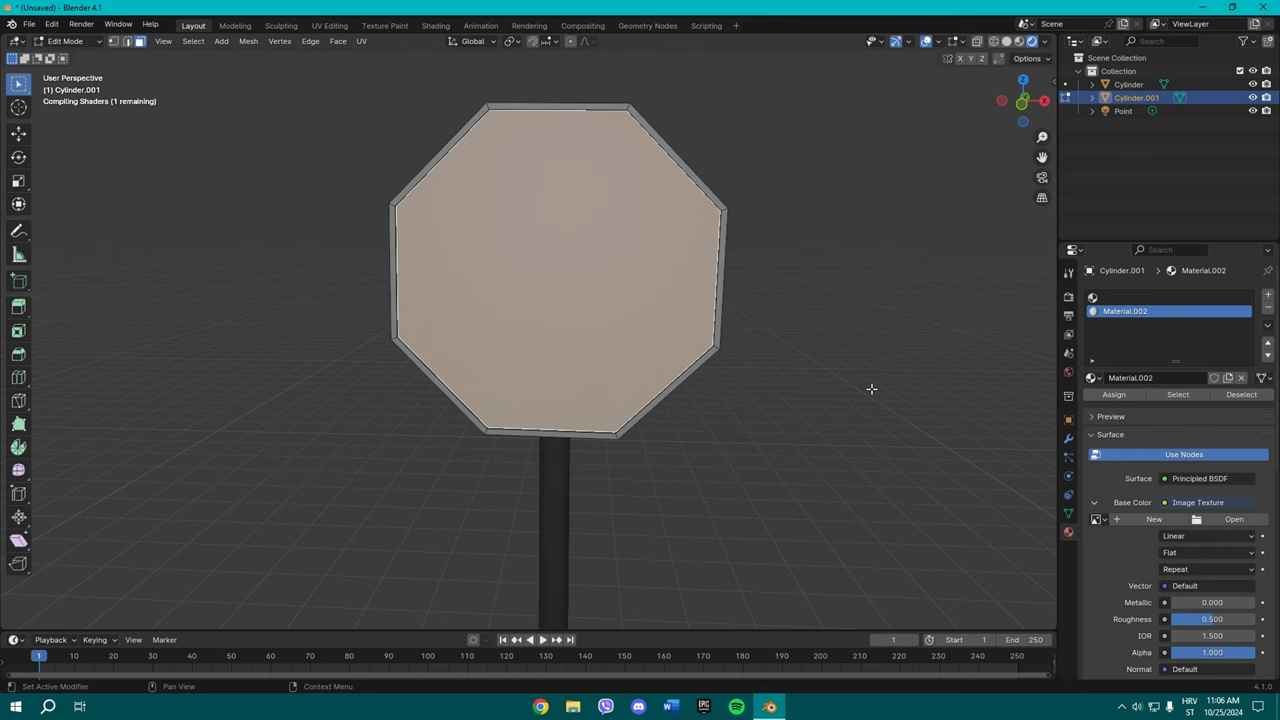 * (Unsaved) - Blender 4.1
File Edit Render Window Help Layout Modeling Sculpting UV Editing Texture Paint Shading Animation Rendering Compositing Geometry Nodes Scripting + Scene ViewLayer
Edit Mode View Select Add Mesh Vertex Edge Face UV Global Search
X Y Z Options
User Perspective
(1) Cylinder.001
Compiling Shaders (1 remaining)
Scene Collection
Collection
Cylinder
Cylinder.001
Point
X
Search
Cylinder.001 > Material.002
Material.002
Material.002
Assign Select Deselect
Preview
Surface
Use Nodes
Surface Principled BSDF
Base Color Image Texture
New Open
Linear
Flat
Repeat
Vector Default
Metallic 0.000
Roughness 0.500
IOR 1.500
Alpha 1.000
Normal Default
Playback Keying View Marker 1 Start 1 End 250
1 10 20 30 40 50 60 70 80 90 100 110 120 130 140 150 160 170 180 190 200 210 220 230 240 250
Set Active Modifier Pan View Context Menu 4.1.0
HRV 11:06 AM
ST 10/25/2024